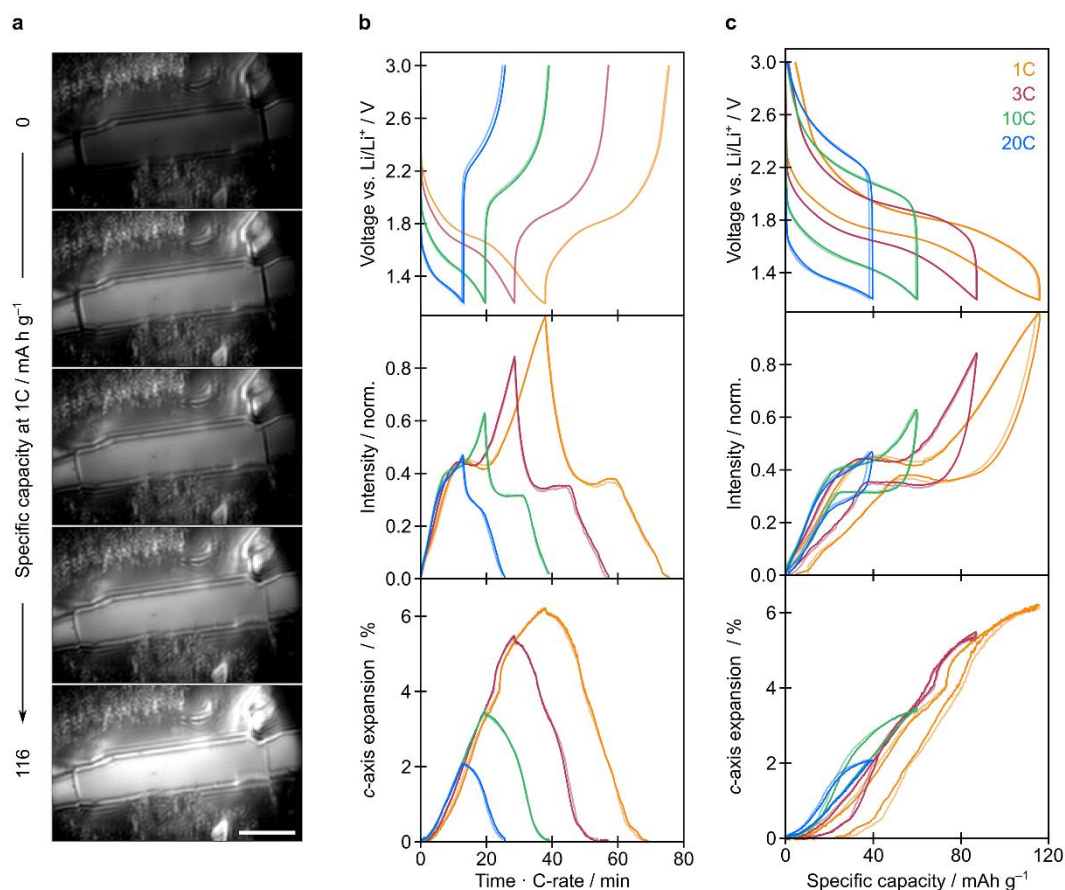 a
0
Specific capacity at 1C / mA h g⁻¹
116
b
3.0
2.6
2.2
1.8
1.4
Voltage vs. Li/Li⁺ / V
0.8
0.6
0.4
0.2
0.0
Intensity / norm.
6
4
2
0
c-axis expansion / %
0 20 40 60 80
Time · C-rate / min
c
3.0
2.6
2.2
1.8
1.4
Voltage vs. Li/Li⁺ / V
1C
3C
10C
20C
0.8
0.6
0.4
0.2
0.0
Intensity / norm.
6
4
2
0
c-axis expansion / %
0 40 80 120
Specific capacity / mAh g⁻¹